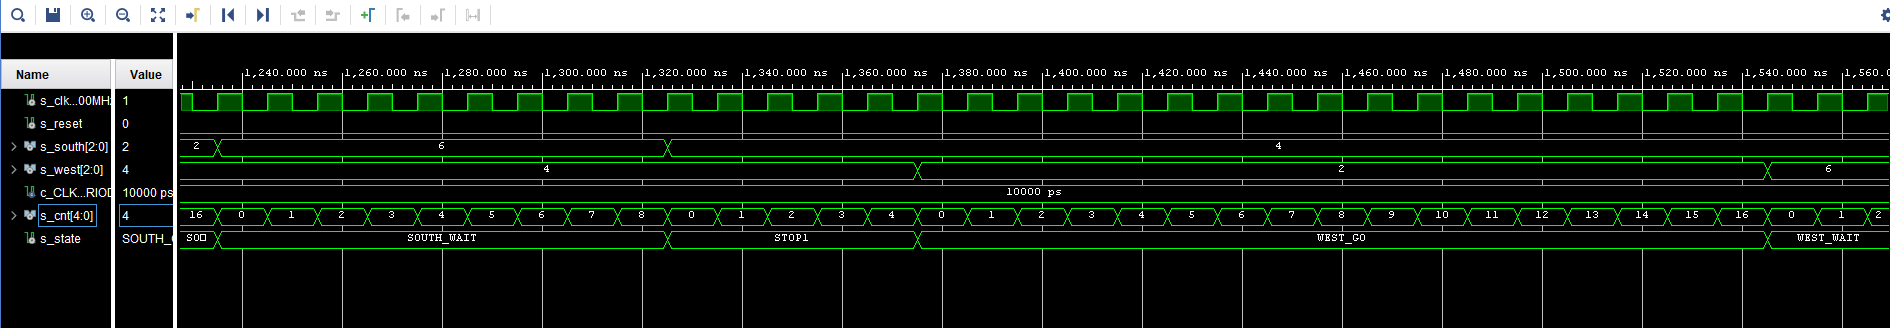 1,240.000 ns 1,260.000 ns 1,280.000 ns 1,300.000 ns 1,320.000 ns 1,340.000 ns 1,360.000 ns 1,380.000 ns 1,400.000 ns 1,420.000 ns 1,440.000 ns 1,460.000 ns 1,480.000 ns 1,500.000 ns 1,520.000 ns 1,540.000 ns 1,560.
Name Value
s_clk...00MHz 1
s_reset 0
s_south[2:0] 2 2 6 4
s_west[2:0] 4 4 2 6
c_CLK...RIOD 10000 ps 10000 ps
s_cnt[4:0] 4 16 0 1 2 3 4 5 6 7 8 0 1 2 3 4 0 1 2 3 4 5 6 7 8 9 10 11 12 13 14 15 16 0 1 2
s_state SOUTH_ SO SOUTH_WAIT STOP1 WEST_GO WEST_WAIT